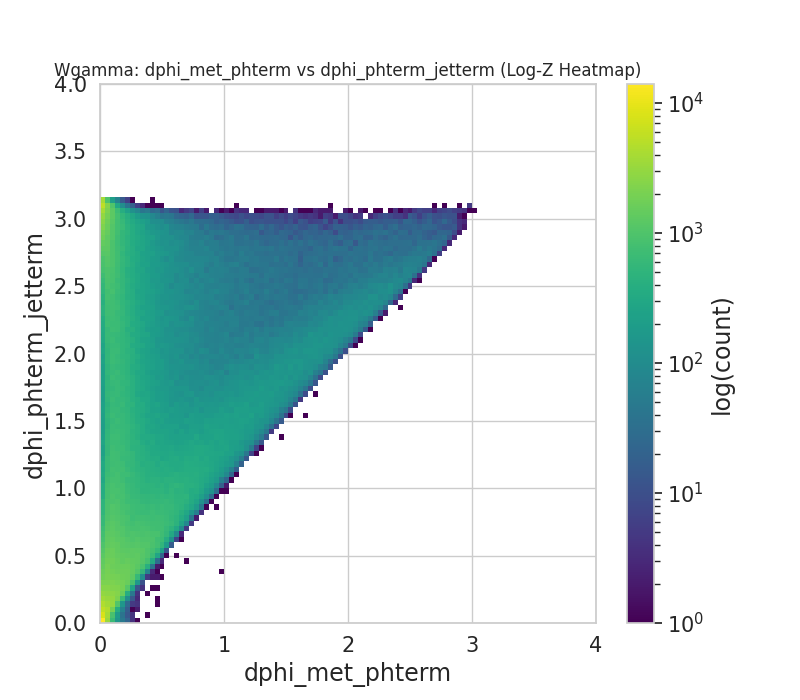 Wgamma: dphi_met_phterm vs dphi_phterm_jetterm (Log-Z Heatmap)
4.0
3.5
3.0
2.5
2.0
1.5
1.0
0.5
0.0
dphi_phterm_jetterm
0 1 2 3 4
dphi_met_phterm
10⁴
10³
10²
10¹
10⁰
log(count)